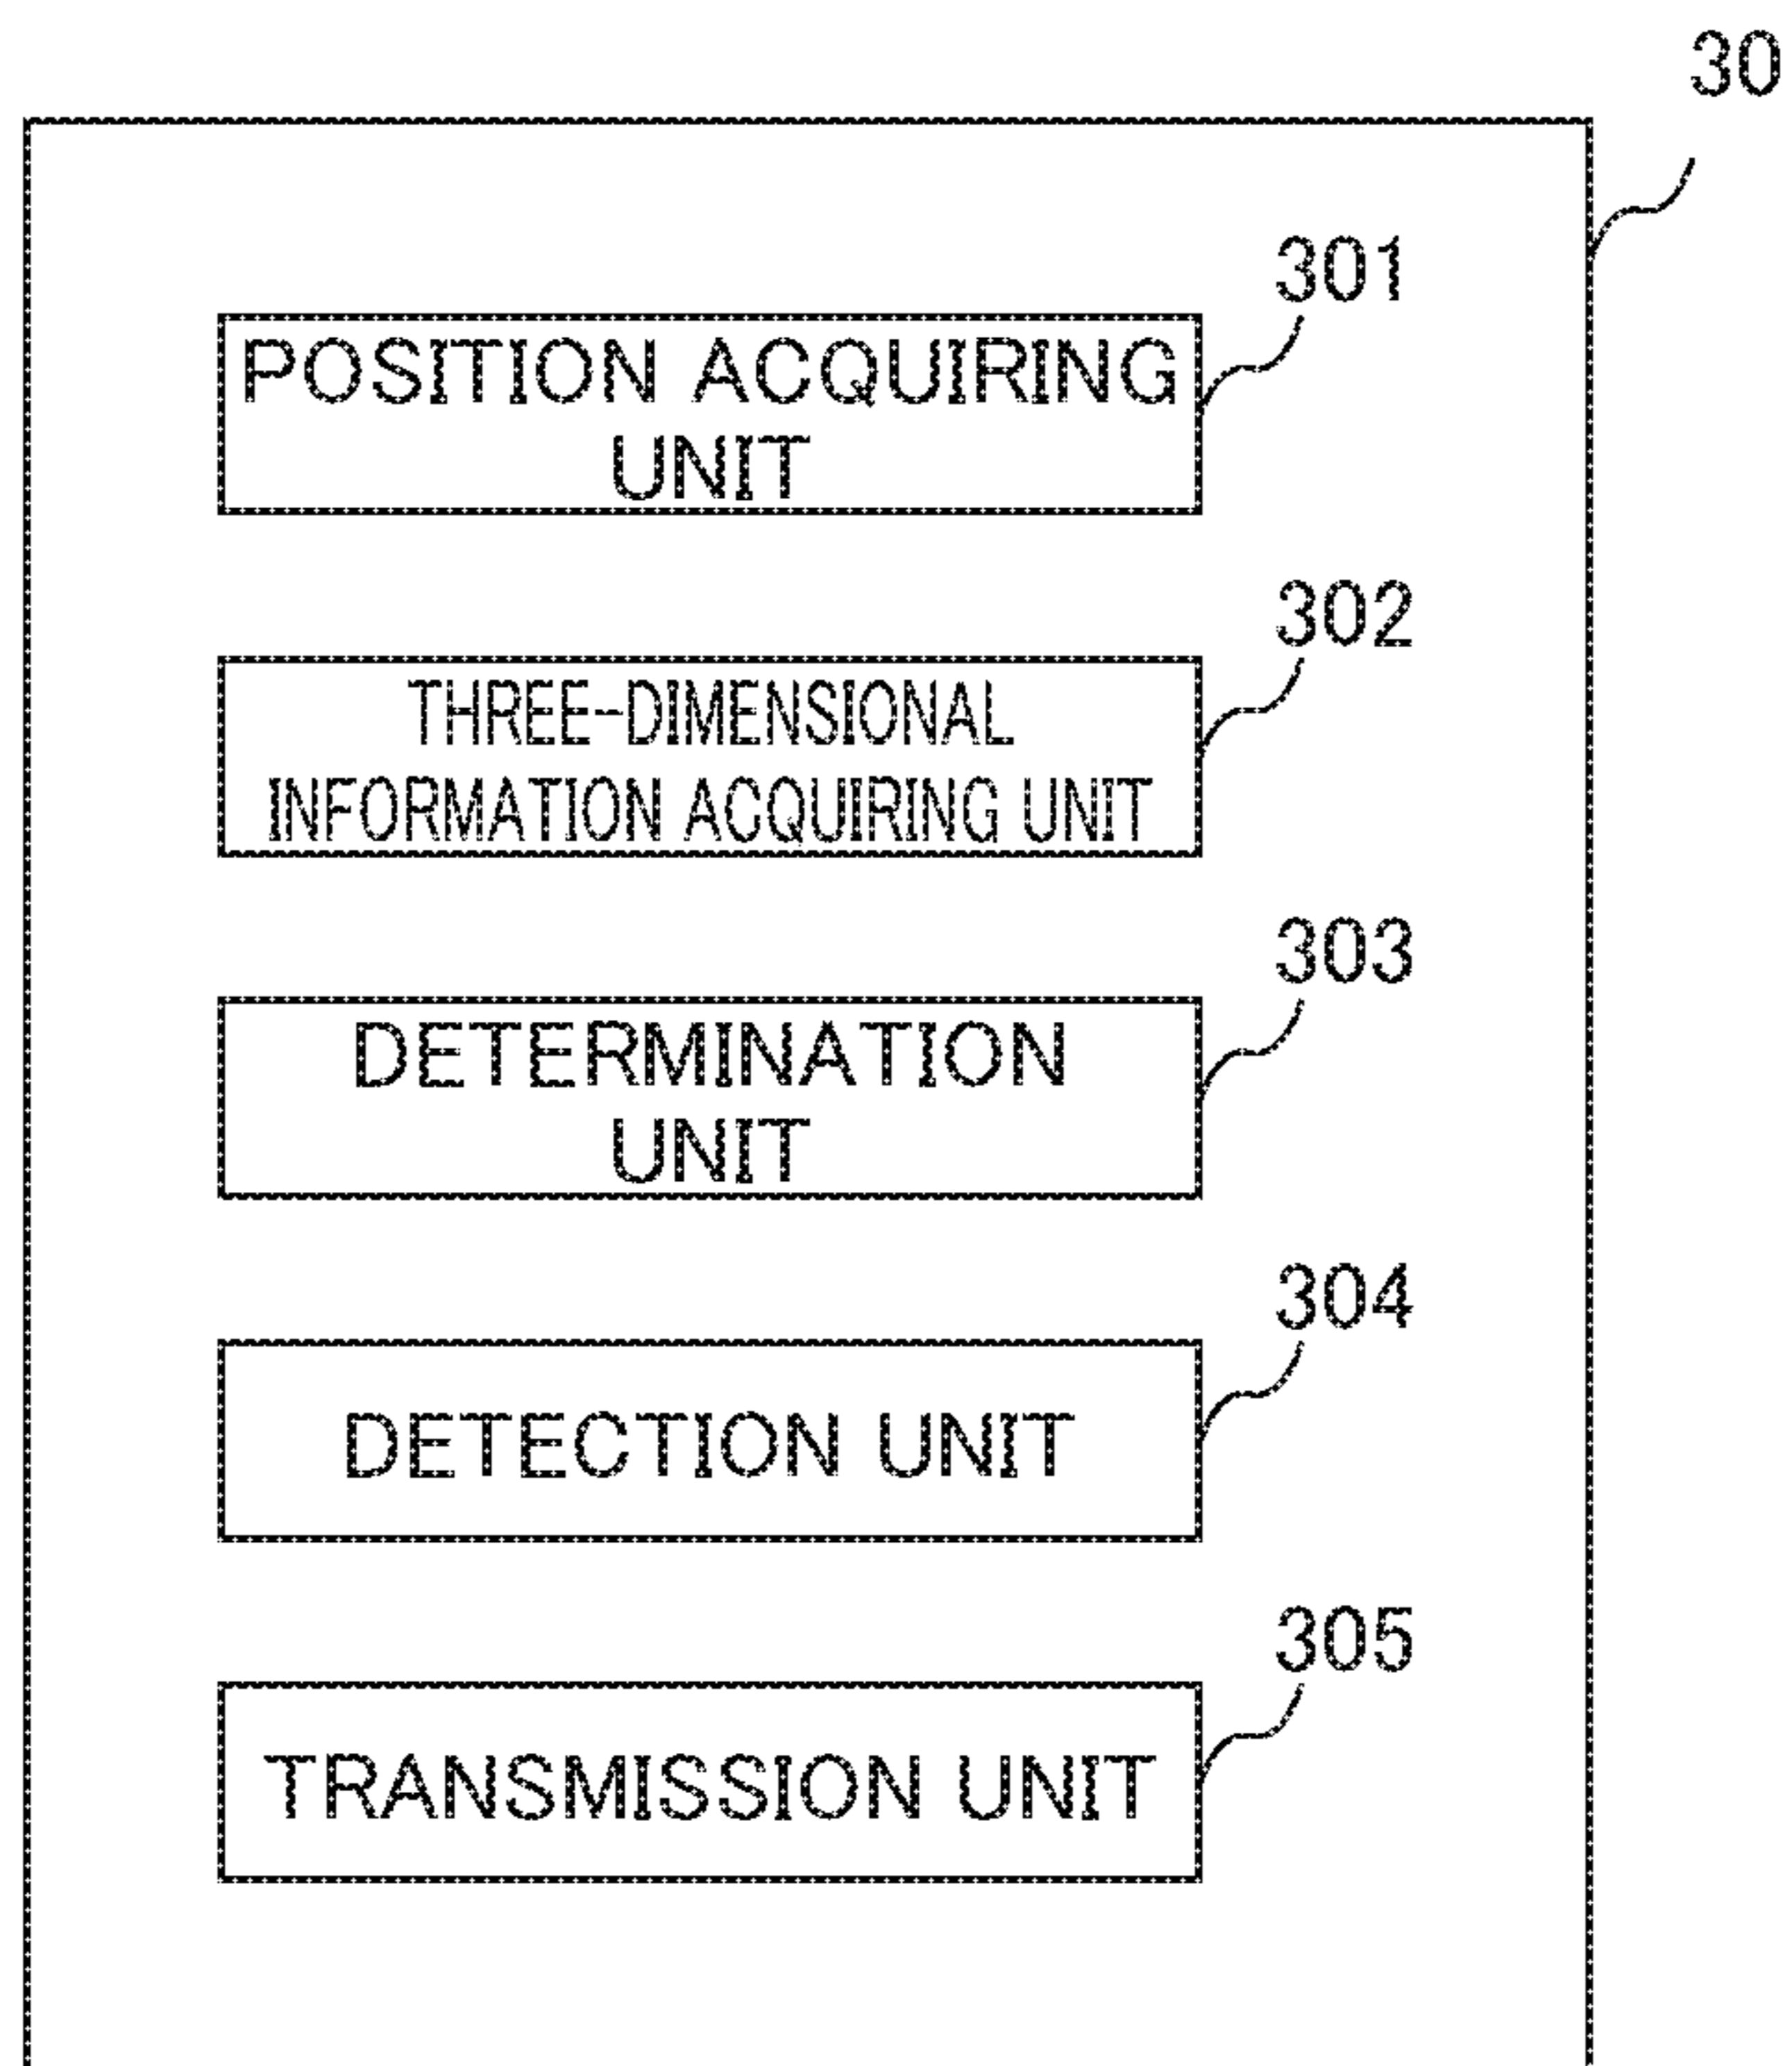 30
301
POSITION ACQUIRING
UNIT
302
THREE-DIMENSIONAL
INFORMATION ACQUIRING UNIT
303
DETERMINATION
UNIT
304
DETECTION UNIT
305
TRANSMISSION UNIT